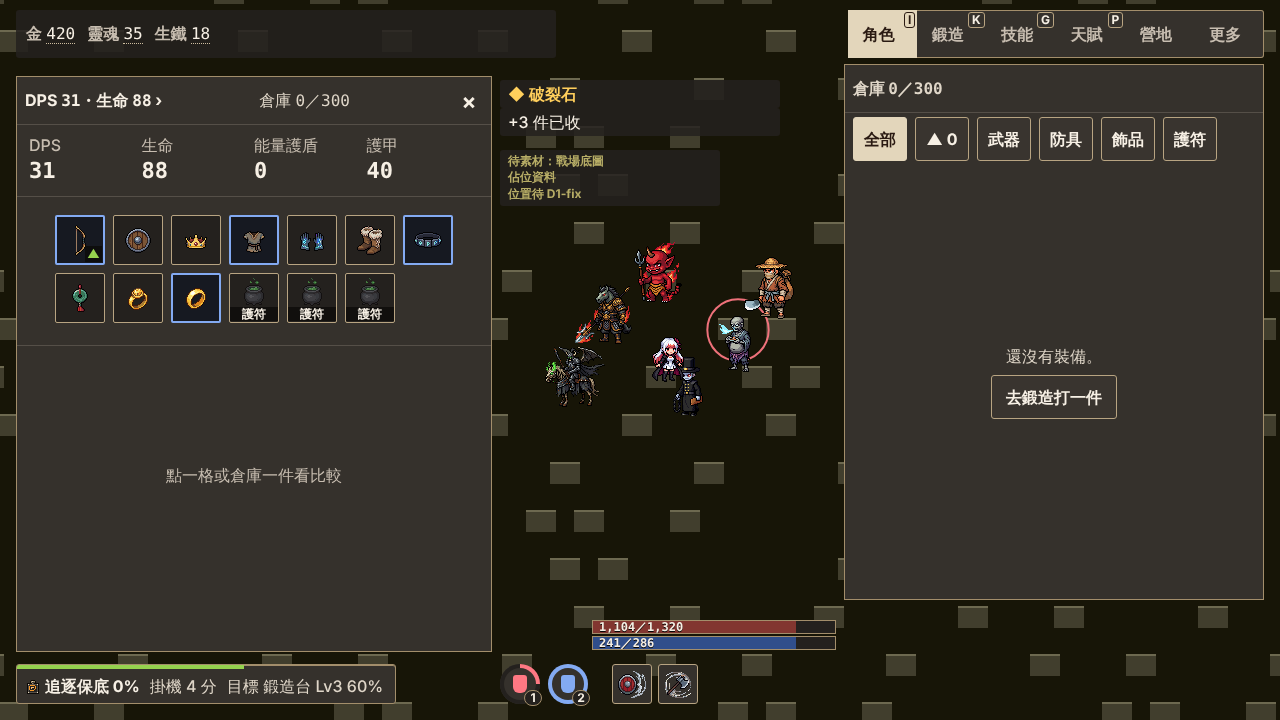 金 420 靈魂 35 生鐵 18
角色 I 鍛造 K 技能 G 天賦 P 營地 更多
DPS 31・生命 88 › 倉庫 0／300 ×
DPS 生命 能量護盾 護甲
31 88 0 40
護符 護符 護符
點一格或倉庫一件看比較
◆ 破裂石
+3 件已收
待素材：戰場底圖
佔位資料
位置待 D1-fix
倉庫 0／300
全部 ▲ 0 武器 防具 飾品 護符
還沒有裝備。
去鍛造打一件
1,104／1,320
241／286
追逐保底 0% 掛機 4 分 目標 鍛造台 Lv3 60%
1 2